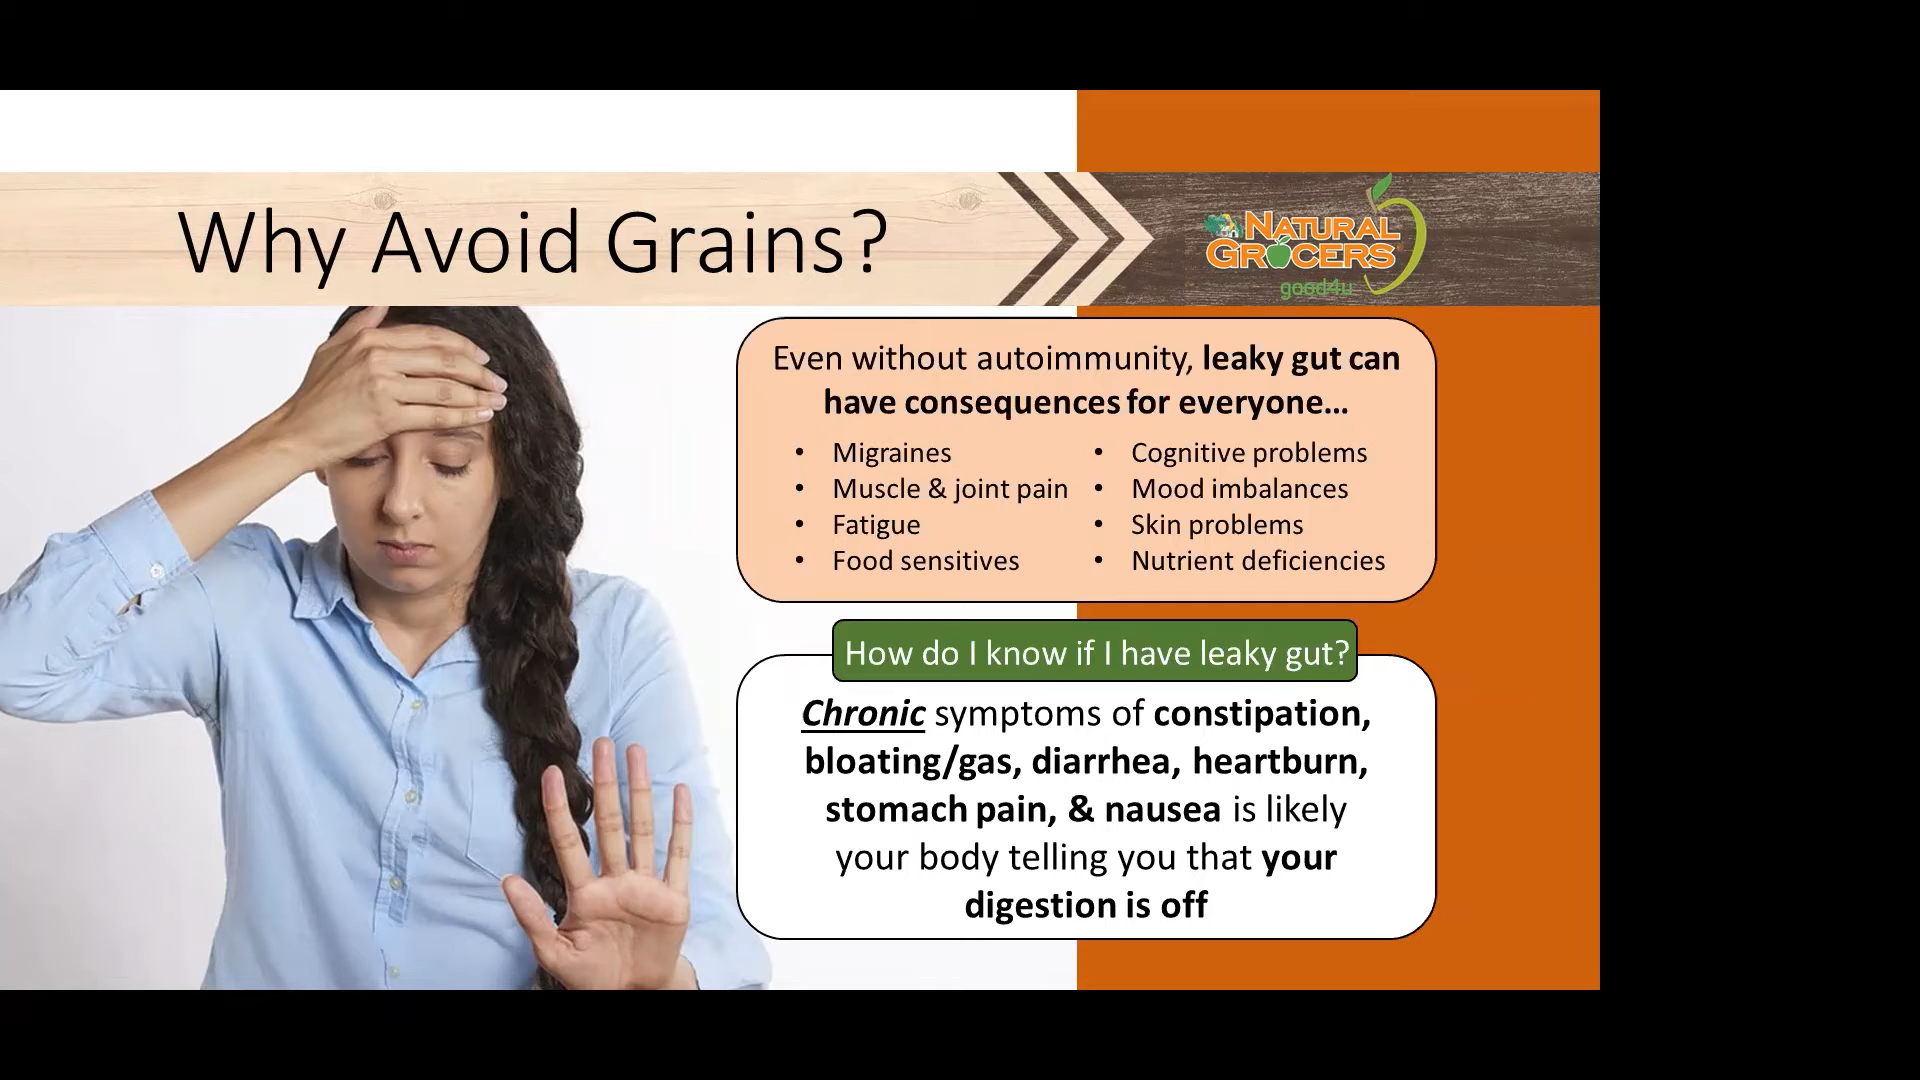 Why Avoid Grains?
NATURAL
GROCERS
good4u
Even without autoimmunity, leaky gut can
have consequences for everyone...
• Migraines
• Muscle & joint pain
• Fatigue
• Food sensitives
• Cognitive problems
• Mood imbalances
• Skin problems
• Nutrient deficiencies
How do I know if I have leaky gut?
Chronic symptoms of constipation,
bloating/gas, diarrhea, heartburn,
stomach pain, & nausea is likely
your body telling you that your
digestion is off